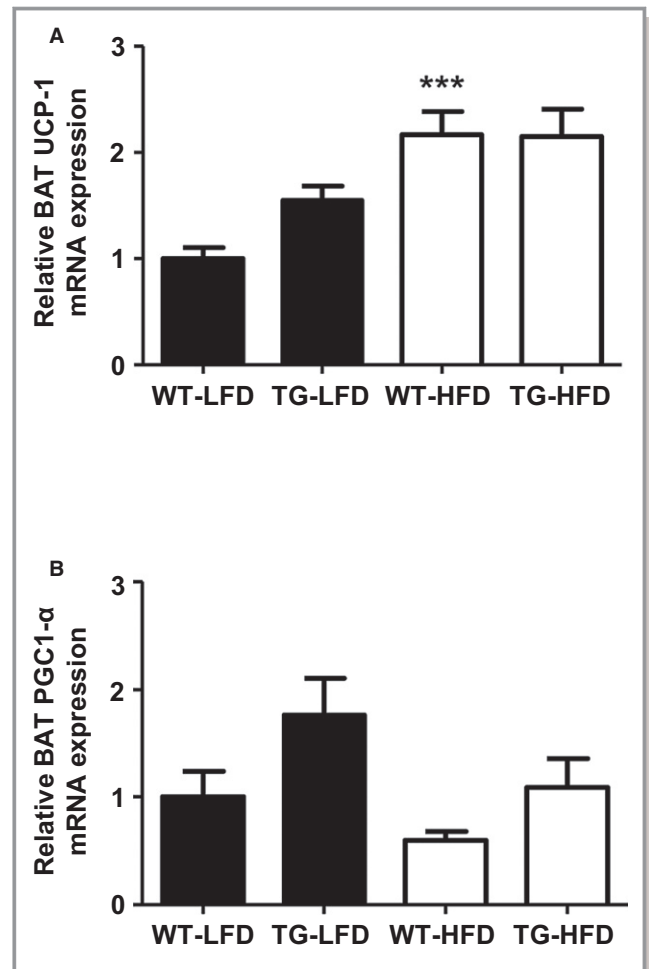 A
Relative BAT UCP-1
mRNA expression
3
2
1
0
***
WT-LFD TG-LFD WT-HFD TG-HFD
B
Relative BAT PGC1-α
mRNA expression
3
2
1
0
WT-LFD TG-LFD WT-HFD TG-HFD